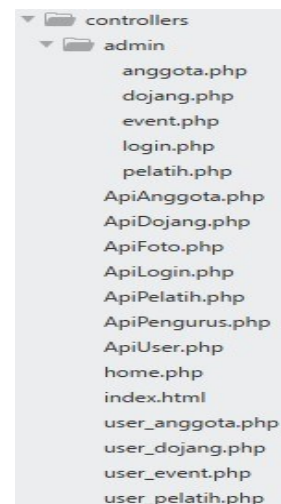 controllers
admin
anggota.php
dojang.php
event.php
login.php
pelatih.php
ApiAnggota.php
ApiDojang.php
ApiFoto.php
ApiLogin.php
ApiPelatih.php
ApiPengurus.php
ApiUser.php
home.php
index.html
user_anggota.php
user_dojang.php
user_event.php
user_pelatih.php